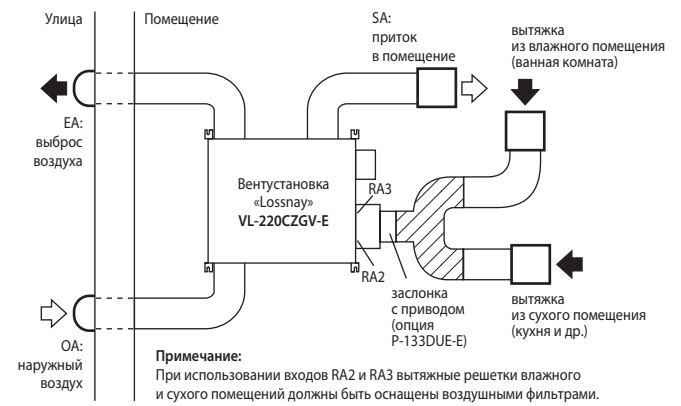 Улица
Помещение
SA:
приток
в помещение
вытяжка
из влажного помещения
(ванная комната)
EA:
выброс
воздуха
Вентустановка
«Lossnay»
VL-220CZGV-E
RA3
RA2
заслонка
с приводом
(опция
P-133DUE-E)
вытяжка
из сухого помещения
(кухня и др.)
OA:
наружный
воздух
Примечание:
При использовании входов RA2 и RA3 вытяжные решетки влажного
и сухого помещений должны быть оснащены воздушными фильтрами.